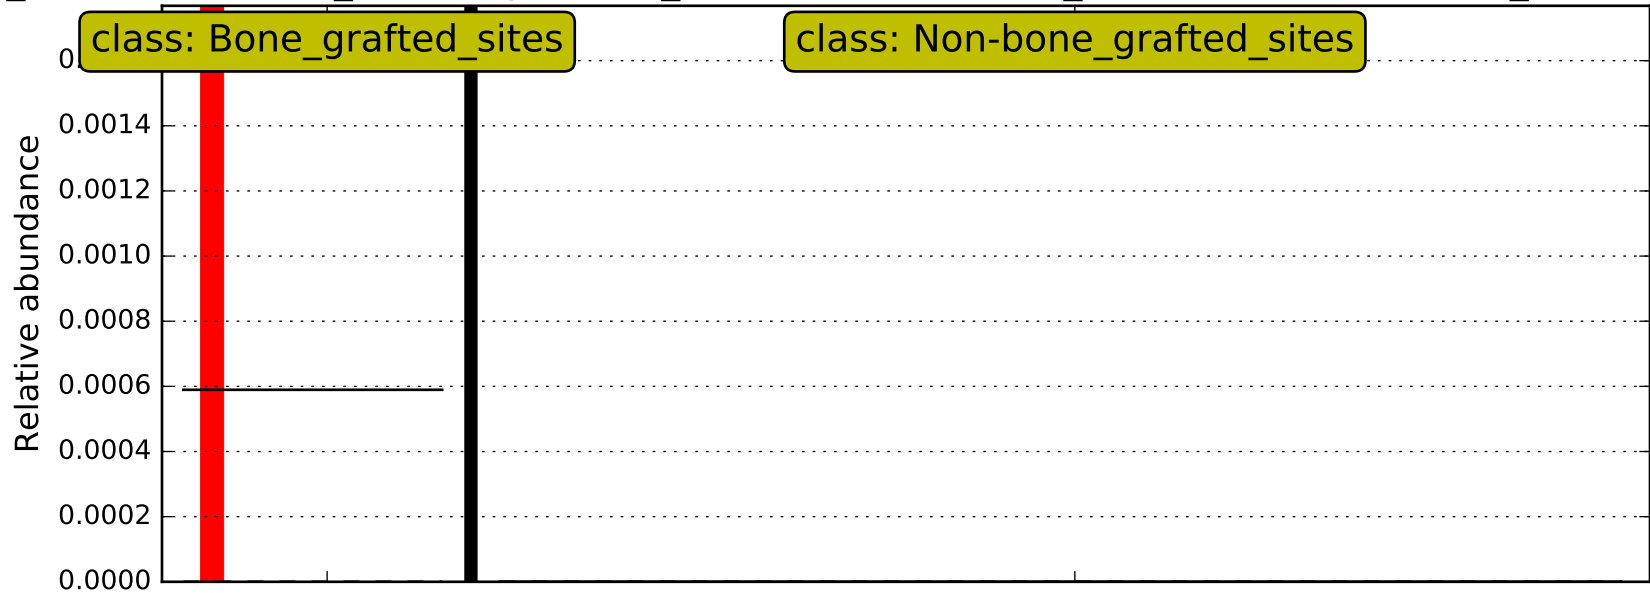 class: Bone_grafted_sites
class: Non-bone_grafted_sites
0.0014
0.0012
0.0010
0.0008
0.0006
0.0004
0.0002
0.0000
Relative abundance